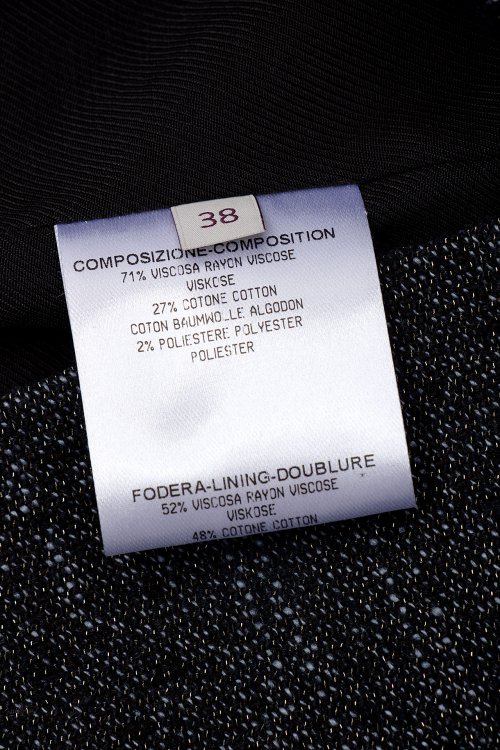 38
COMPOSIZIONE-COMPOSITION
71% VISCOSA RAYON VISCOSE
VISKOSE
27% COTONE COTTON
COTON BAUMWOLLE ALGODON
2% POLIESTERE POLYESTER
POLIESTER
FODERA-LINING-DOUBLURE
52% VISCOSA RAYON VISCOSE
VISKOSE
48% COTONE COTTON